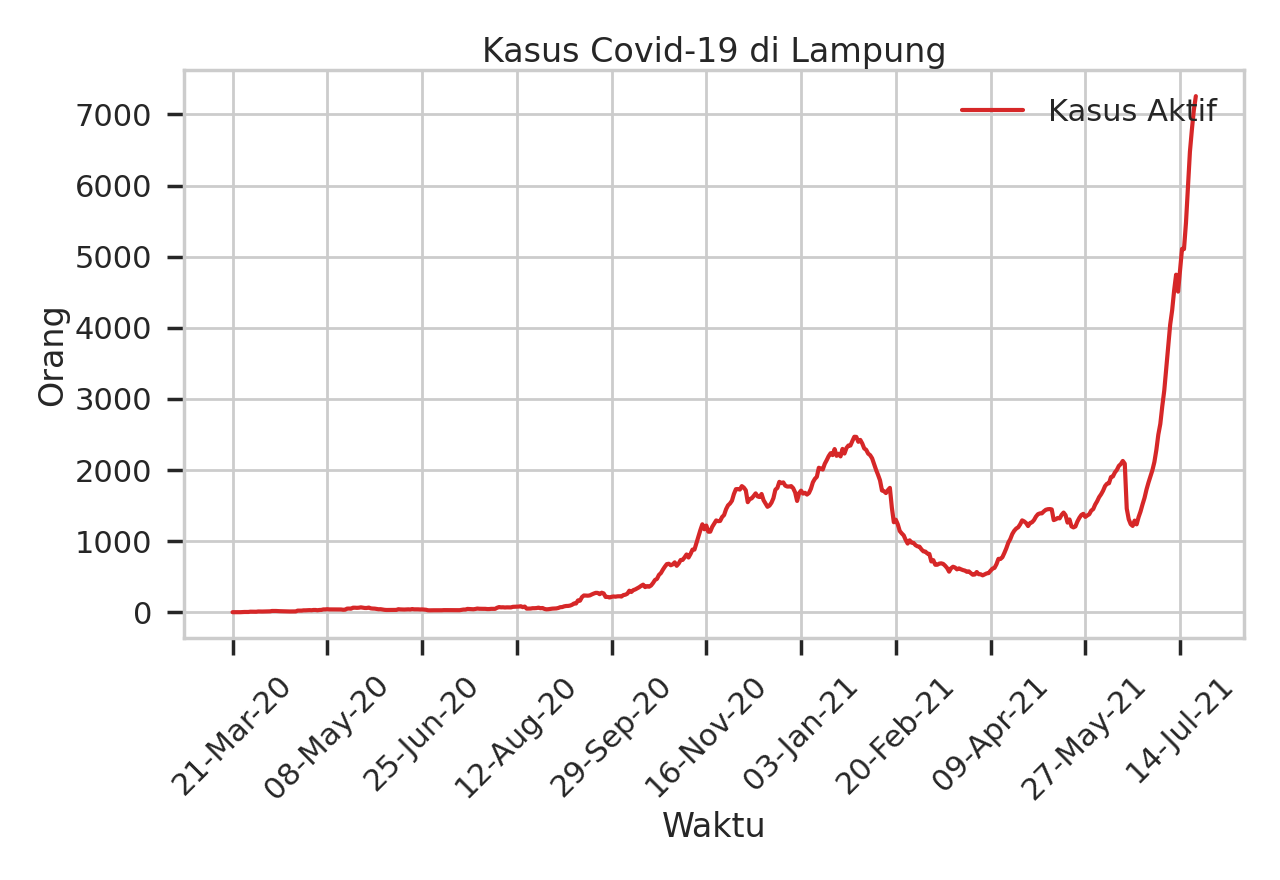 Kasus Covid-19 di Lampung
Kasus Aktif
7000
6000
5000
4000
3000
2000
1000
0
Orang
21-Mar-20
08-May-20
25-Jun-20
12-Aug-20
29-Sep-20
16-Nov-20
03-Jan-21
20-Feb-21
09-Apr-21
27-May-21
14-Jul-21
Waktu